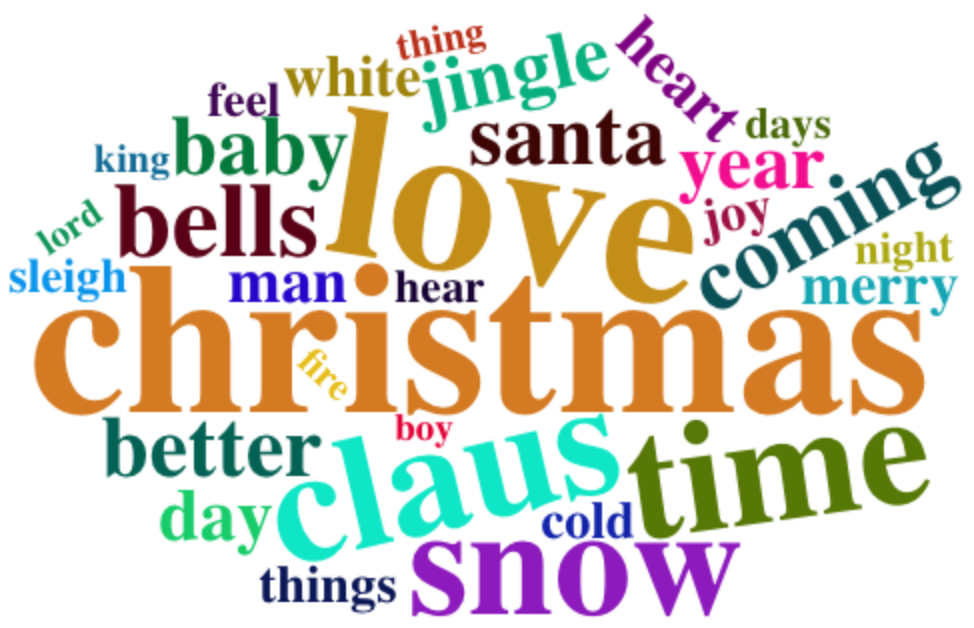 thing
heart
white
jingle
feel
santa
days
baby
king
love
year
coming
bells
joy
lord
night
sleigh
man
hear
merry
christmas
fire
boy
better
claus
time
day
cold
snow
things